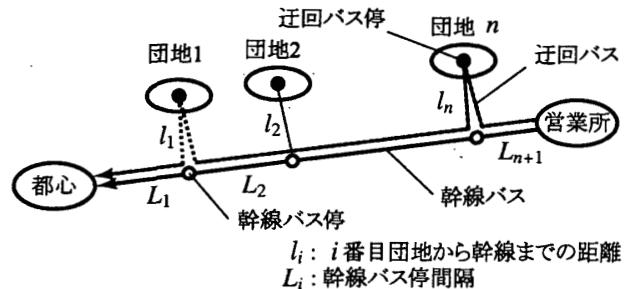 迂回バス停
団地 n
団地1
団地2
迂回バス
l₁
l₂
lₙ
営業所
都心
L₁
L₂
Lₙ₊₁
幹線バス停
幹線バス
lᵢ： i番目団地から幹線までの距離
Lᵢ：幹線バス停間隔